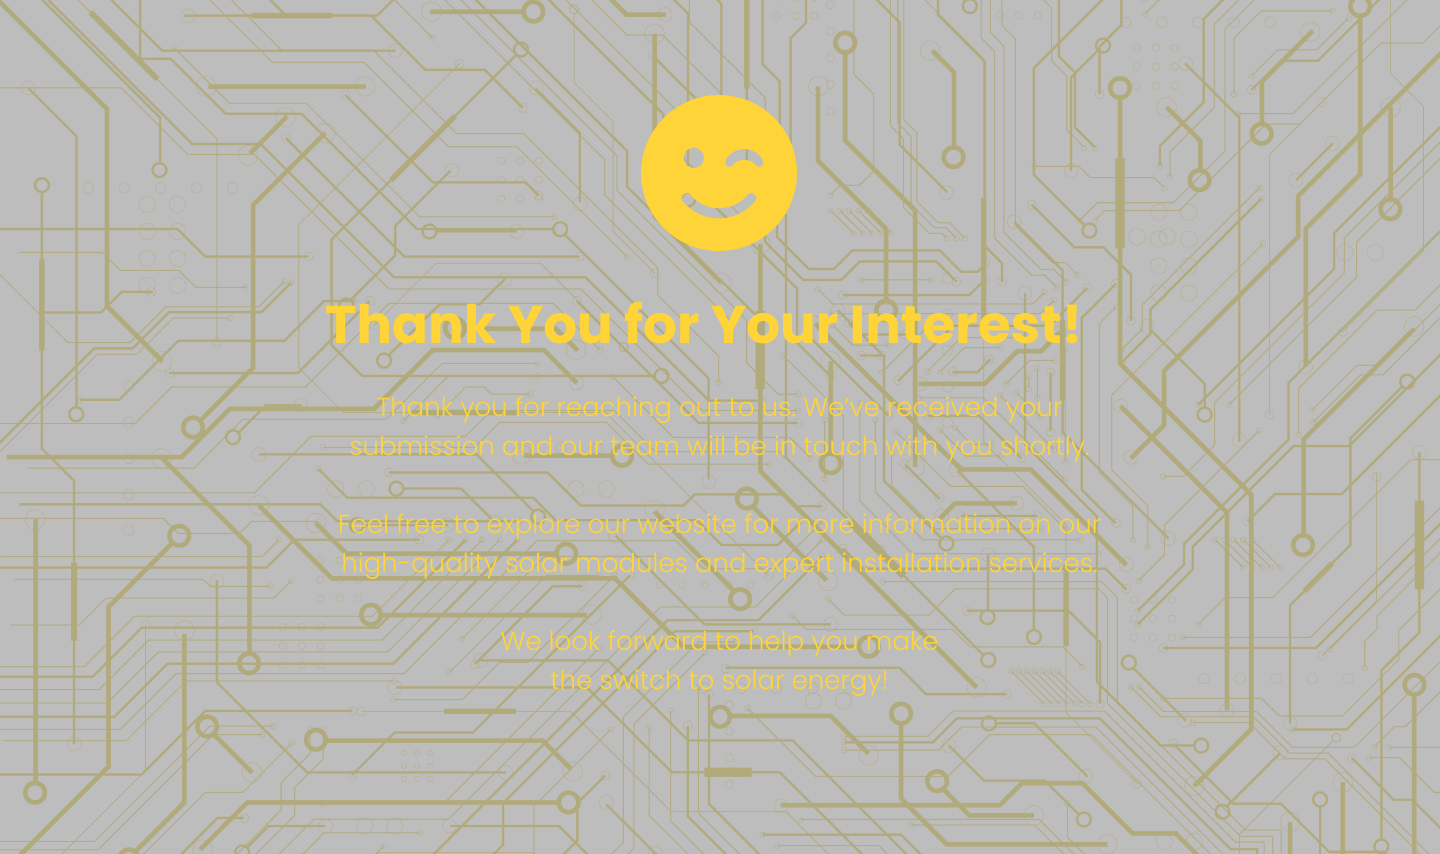 Thank You for Your Interest!
Thank you for reaching out to us. We've received your
submission and our team will be in touch with you shortly.
Feel free to explore our website for more information on our
high-quality solar modules and expert installation services.
We look forward to help you make
the switch to solar energy!